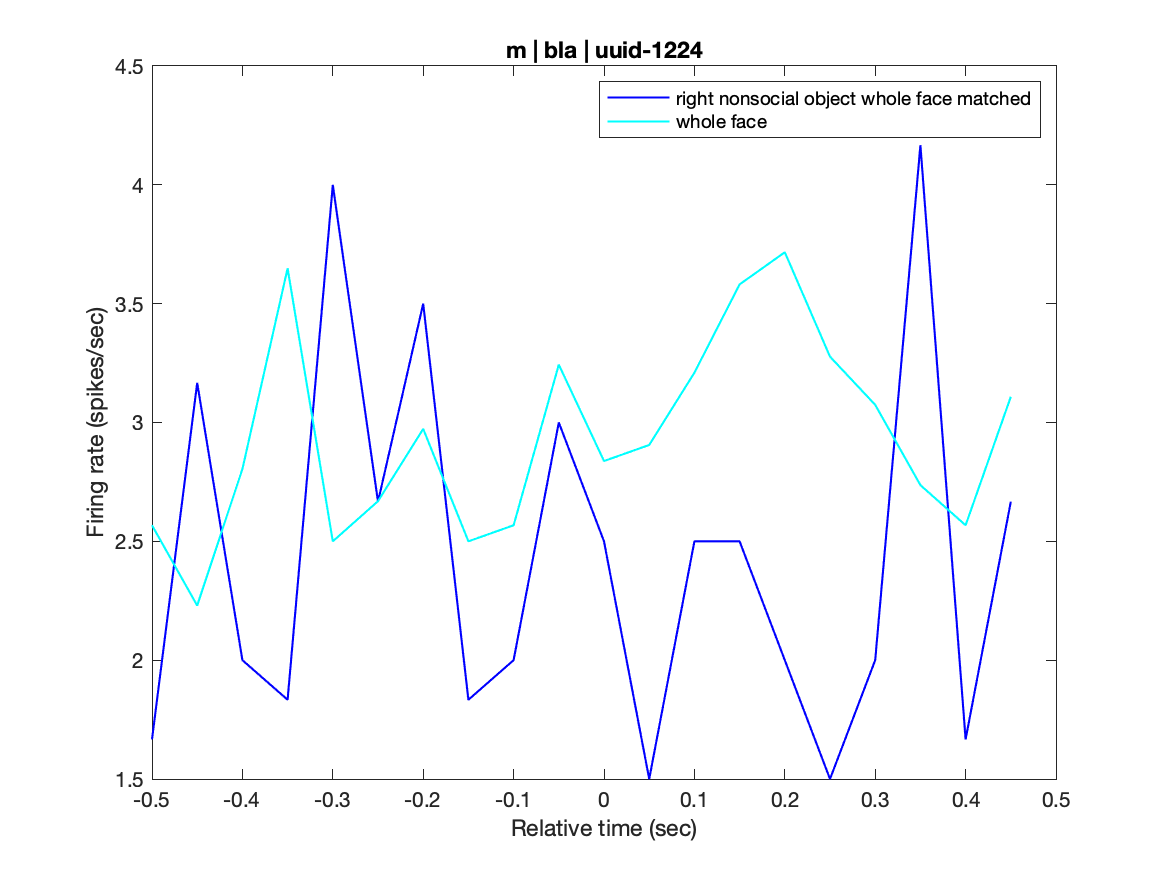 m | bla | uuid-1224
right nonsocial object whole face matched
whole face
Firing rate (spikes/sec)
4.5
4
3.5
3
2.5
2
1.5
-0.5 -0.4 -0.3 -0.2 -0.1 0 0.1 0.2 0.3 0.4 0.5
Relative time (sec)